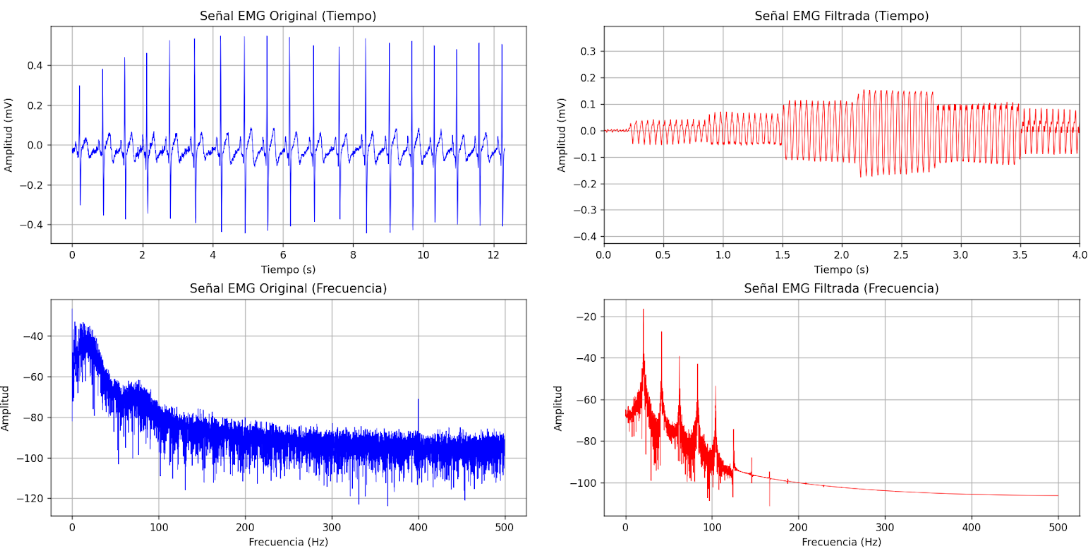 Señal EMG Original (Tiempo)
Amplitud (mV)
0.4
0.2
0.0
−0.2
−0.4
0 2 4 6 8 10 12
Tiempo (s)
Señal EMG Filtrada (Tiempo)
Amplitud (mV)
0.3
0.2
0.1
0.0
−0.1
−0.2
−0.3
−0.4
0.0 0.5 1.0 1.5 2.0 2.5 3.0 3.5 4.0
Tiempo (s)
Señal EMG Original (Frecuencia)
Amplitud
−40
−60
−80
−100
−120
0 100 200 300 400 500
Frecuencia (Hz)
Señal EMG Filtrada (Frecuencia)
Amplitud
−20
−40
−60
−80
−100
0 100 200 300 400 500
Frecuencia (Hz)